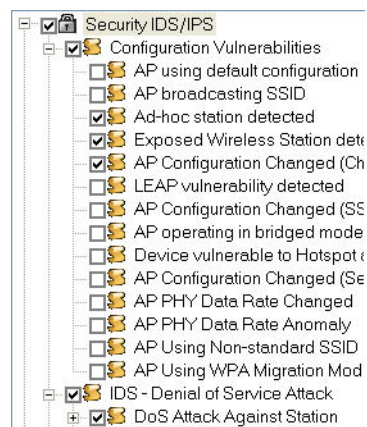 Security IDS/IPS
Configuration Vulnerabilities
AP using default configuration
AP broadcasting SSID
Ad-hoc station detected
Exposed Wireless Station dete
AP Configuration Changed (Ch
LEAP vulnerability detected
AP Configuration Changed (SS
AP operating in bridged mode
Device vulnerable to Hotspot a
AP Configuration Changed (Se
AP PHY Data Rate Changed
AP PHY Data Rate Anomaly
AP Using Non-standard SSID
AP Using WPA Migration Mod
IDS - Denial of Service Attack
DoS Attack Against Station